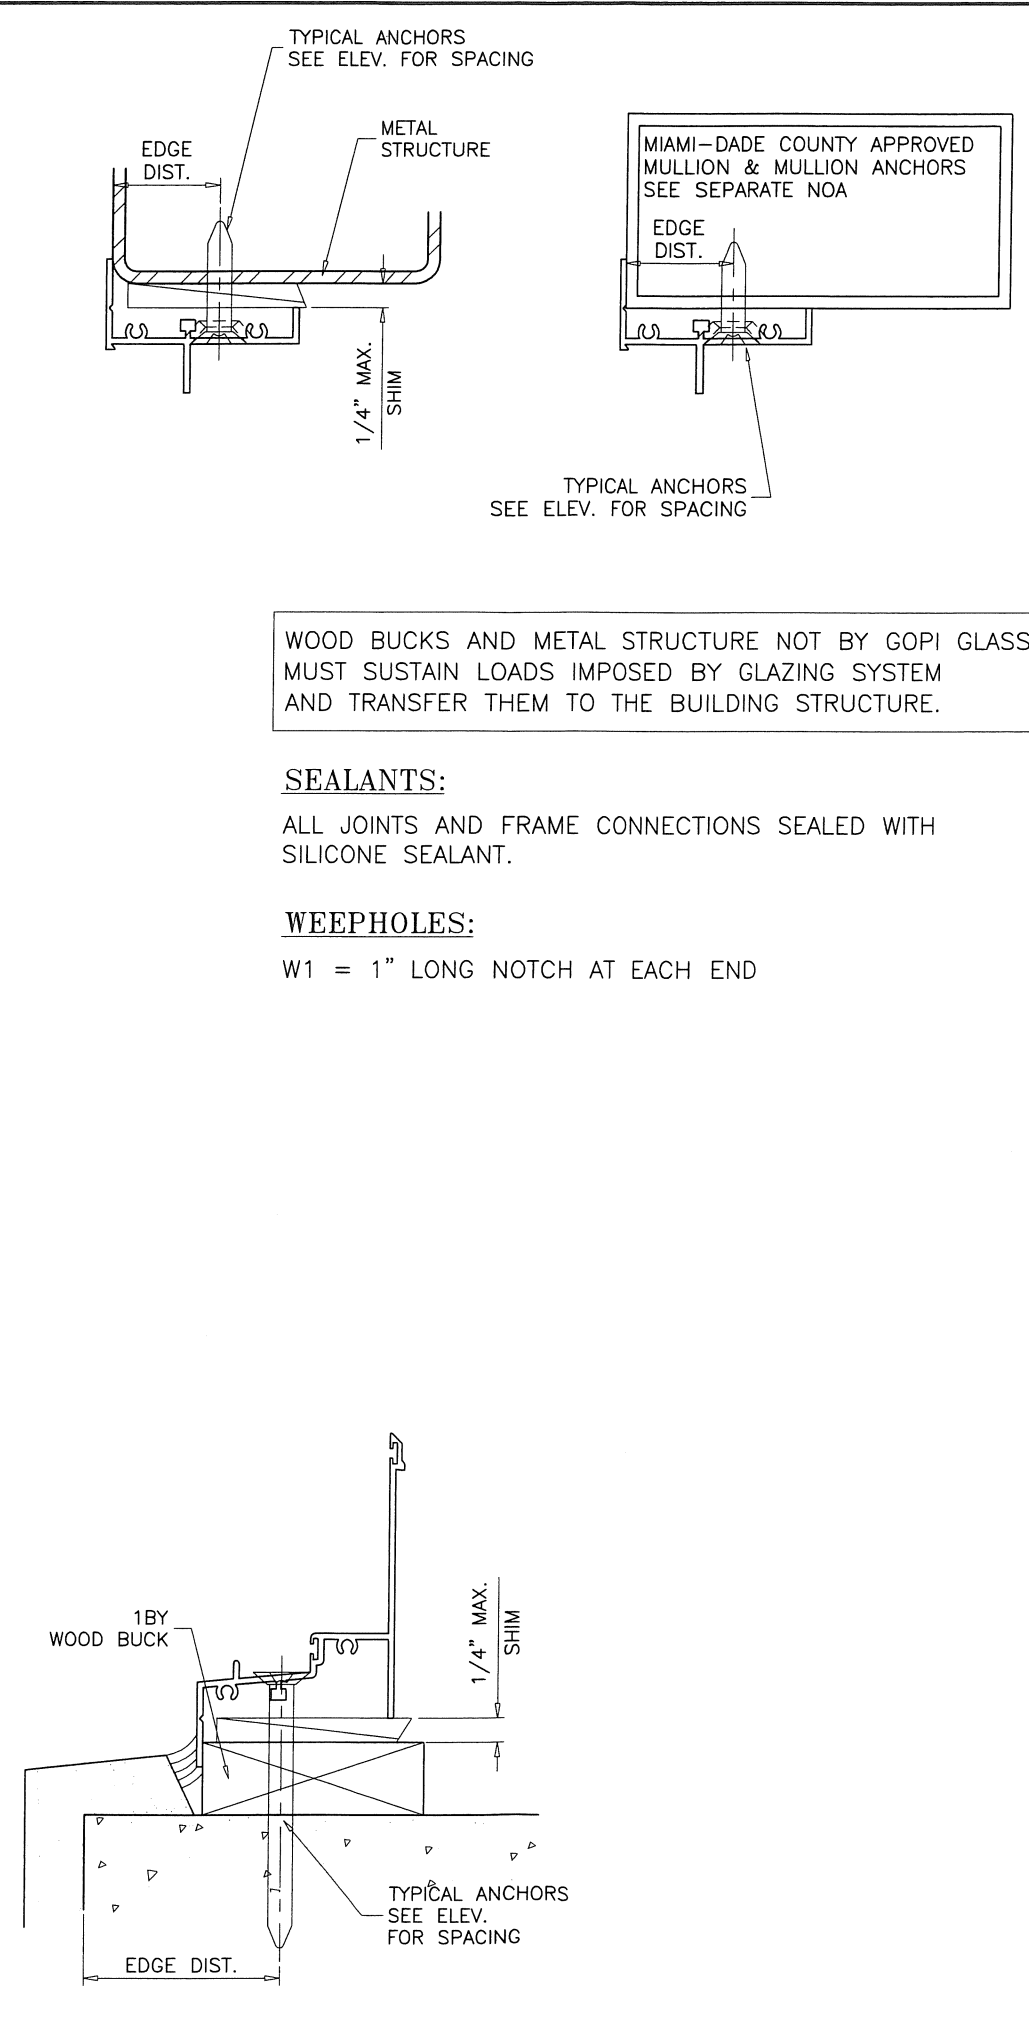 TYPICAL ANCHORS
SEE ELEV. FOR SPACING
METAL
STRUCTURE
EDGE
DIST.
1/4" MAX.
SHIM
MIAMI-DADE COUNTY APPROVED
MULLION & MULLION ANCHORS
SEE SEPARATE NOA
EDGE
DIST.
TYPICAL ANCHORS
SEE ELEV. FOR SPACING
WOOD BUCKS AND METAL STRUCTURE NOT BY GOPI GLASS
MUST SUSTAIN LOADS IMPOSED BY GLAZING SYSTEM
AND TRANSFER THEM TO THE BUILDING STRUCTURE.
SEALANTS:
ALL JOINTS AND FRAME CONNECTIONS SEALED WITH
SILICONE SEALANT.
WEEPHOLES:
W1 = 1" LONG NOTCH AT EACH END
1BY
WOOD BUCK
1/4" MAX.
SHIM
TYPICAL ANCHORS
SEE ELEV.
FOR SPACING
EDGE DIST.